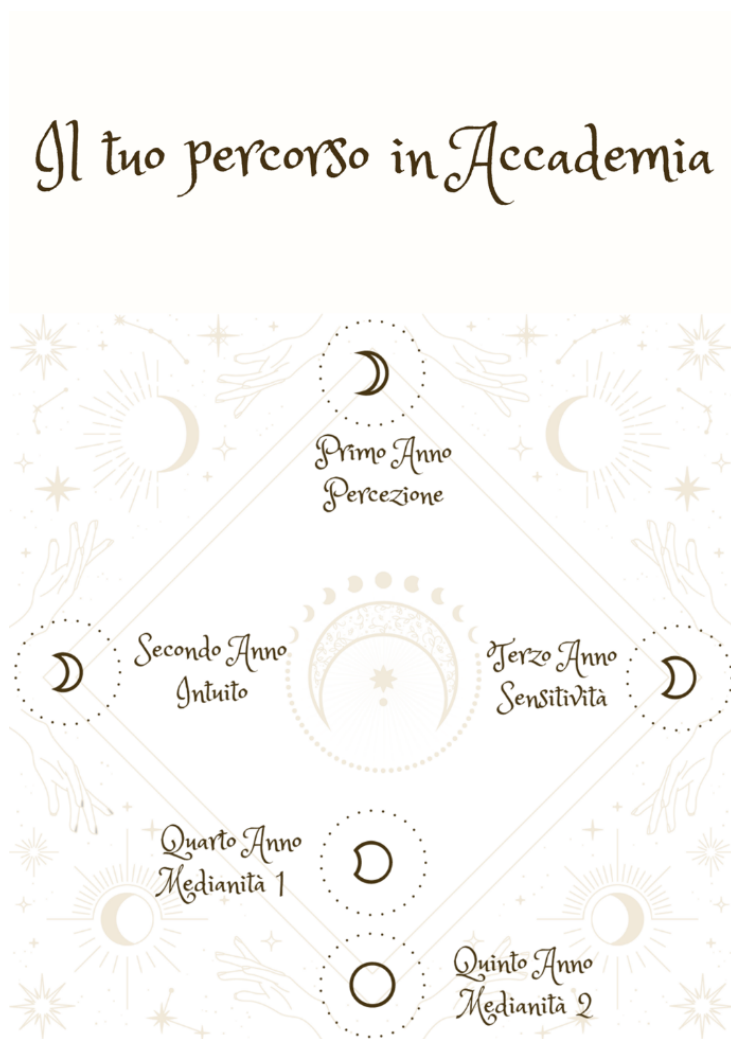 Il tuo percorso in Accademia
Primo Anno
Percezione
Secondo Anno
Intuito
Terzo Anno
Sensitività
Quarto Anno
Medianità 1
Quinto Anno
Medianità 2